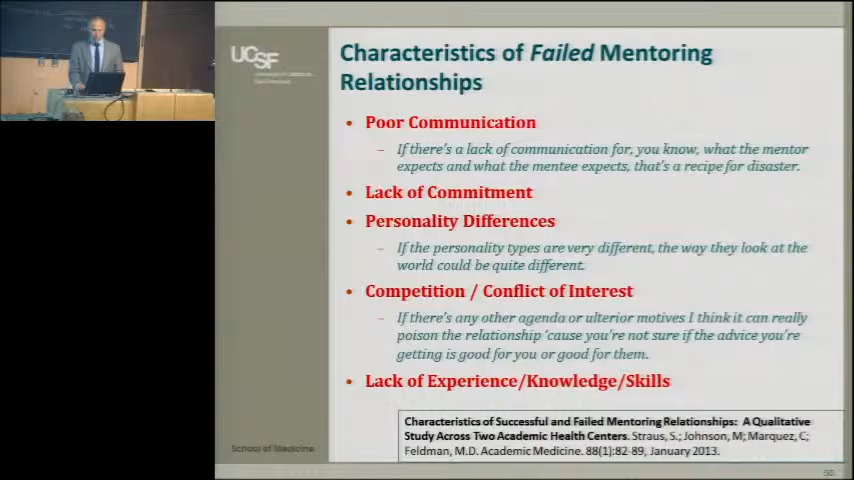 UCSF
Characteristics of Failed Mentoring
Relationships
• Poor Communication
– If there's a lack of communication for, you know, what the mentor
expects and what the mentee expects, that's a recipe for disaster.
• Lack of Commitment
• Personality Differences
– If the personality types are very different, the way they look at the
world could be quite different.
• Competition / Conflict of Interest
– If there's any other agenda or ulterior motives I think it can really
poison the relationship 'cause you're not sure if the advice you're
getting is good for you or good for them.
• Lack of Experience/Knowledge/Skills
Characteristics of Successful and Failed Mentoring Relationships: A Qualitative
Study Across Two Academic Health Centers. Straus, S.; Johnson, M; Marquez, C;
Feldman, M.D. Academic Medicine. 88(1):82-89, January 2013.
School of Medicine